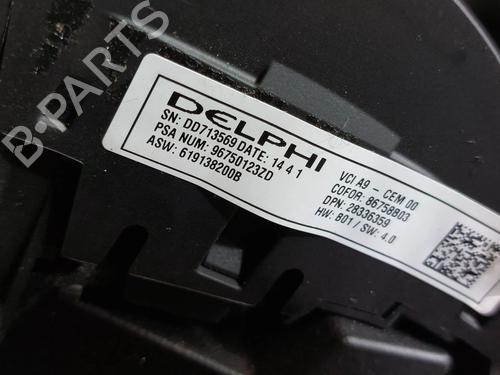 DELPHI
SN: DD713569 DATE: 14 4 1
PSA NUM: 96750123ZD
ASW: 619138200B
VCI A9 - CEM 00
COFOR: 86758B03
DPN: 28336359
HW: B01 / SW: 4.0
B-PARTS